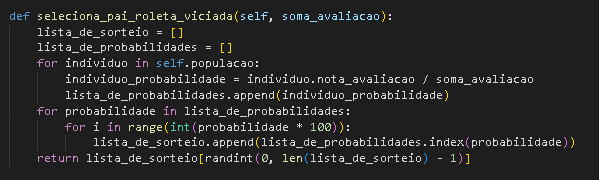 def seleciona_pai_roleta_viciada(self, soma_avaliacao):
    lista_de_sorteio = []
    lista_de_probabilidades = []
    for individuo in self.populacao:
        individuo_probabilidade = individuo.nota_avaliacao / soma_avaliacao
        lista_de_probabilidades.append(individuo_probabilidade)
    for probabilidade in lista_de_probabilidades:
        for i in range(int(probabilidade * 100)):
            lista_de_sorteio.append(lista_de_probabilidades.index(probabilidade))
    return lista_de_sorteio[randint(0, len(lista_de_sorteio) - 1)]